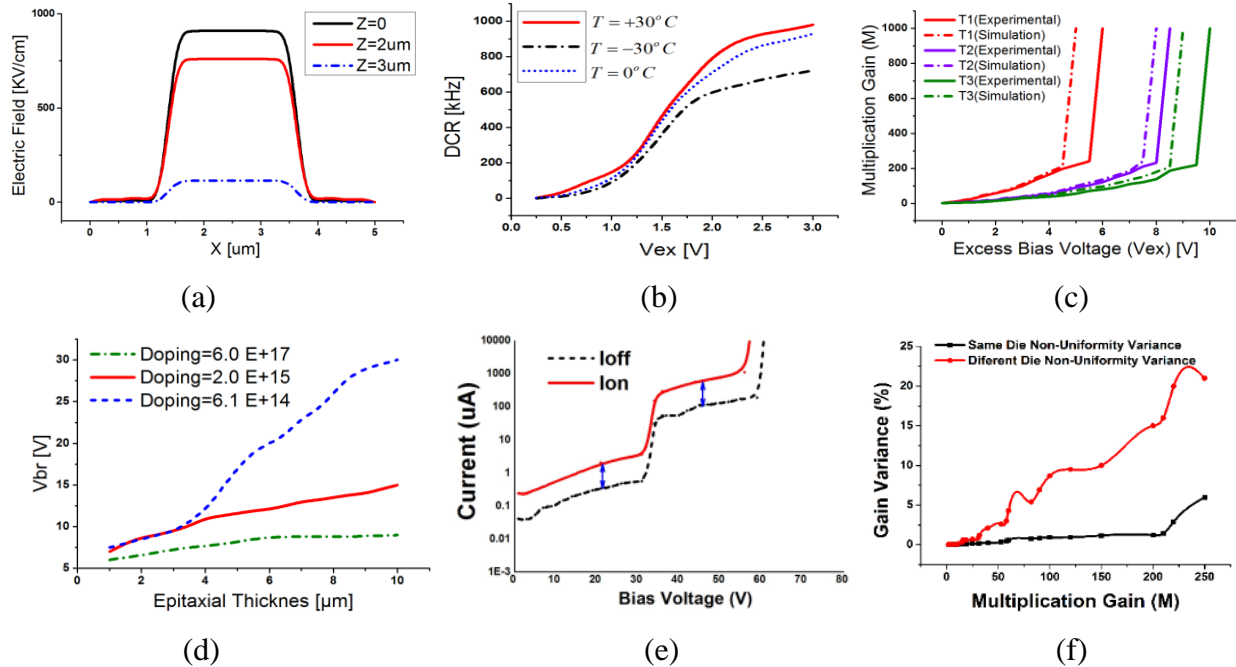 Electric Field [KV/cm]
1000
750
500
250
0
0 1 2 3 4 5
X [um]
Z=0
Z=2um
Z=3um
(a)
DCR [kHz]
1000
800
600
400
200
0
0.0 0.5 1.0 1.5 2.0 2.5 3.0
Vex [V]
T = +30° C
T = −30° C
T = 0° C
(b)
Multiplication Gain (M)
1000
800
600
400
200
0
0 2 4 6 8 10
Excess Bias Voltage (Vex) [V]
T1(Experimental)
T1(Simulation)
T2(Experimental)
T2(Simulation)
T3(Experimental)
T3(Simulation)
(c)
Vbr [V]
30
25
20
15
10
5
2 4 6 8 10
Epitaxial Thicknes [µm]
Doping=6.0 E+17
Doping=2.0 E+15
Doping=6.1 E+14
(d)
Current (uA)
10000
1000
100
10
1
0.1
0.01
1E-3
0 10 20 30 40 50 60 70 80
Bias Voltage (V)
Ioff
Ion
(e)
Gain Variance (%)
25
20
15
10
5
0
0 50 100 150 200 250
Multiplication Gain (M)
Same Die Non-Uniformity Variance
Diferent Die Non-Uniformity Variance
(f)